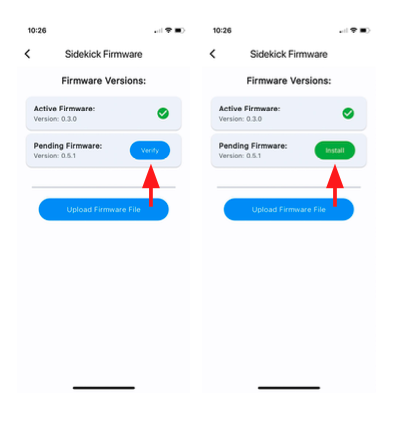 10:26
Sidekick Firmware
Firmware Versions:
Active Firmware:
Version: 0.3.0
Pending Firmware:
Version: 0.5.1
Verify
Upload Firmware File
10:26
Sidekick Firmware
Firmware Versions:
Active Firmware:
Version: 0.3.0
Pending Firmware:
Version: 0.5.1
Install
Upload Firmware File